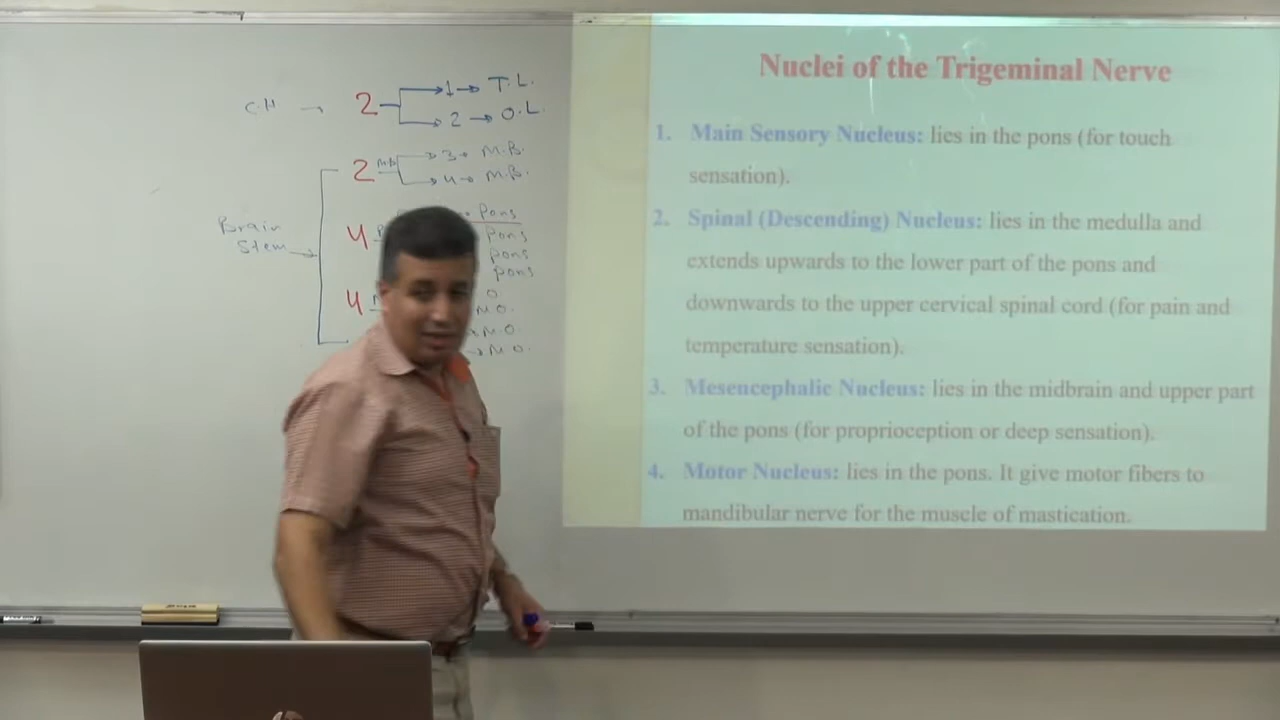 C.N → 2 1 → T.L.
2 → O.L.
2 M.B 3 → M.B.
4 → M.B.
Brain
Stem →
4 Pons
pons
pons
pons
4 O
M.O.
M.O.
→ M.O.
Nuclei of the Trigeminal Nerve
1. Main Sensory Nucleus: lies in the pons (for touch
sensation).
2. Spinal (Descending) Nucleus: lies in the medulla and
extends upwards to the lower part of the pons and
downwards to the upper cervical spinal cord (for pain and
temperature sensation).
3. Mesencephalic Nucleus: lies in the midbrain and upper part
of the pons (for proprioception or deep sensation).
4. Motor Nucleus: lies in the pons. It give motor fibers to
mandibular nerve for the muscle of mastication.